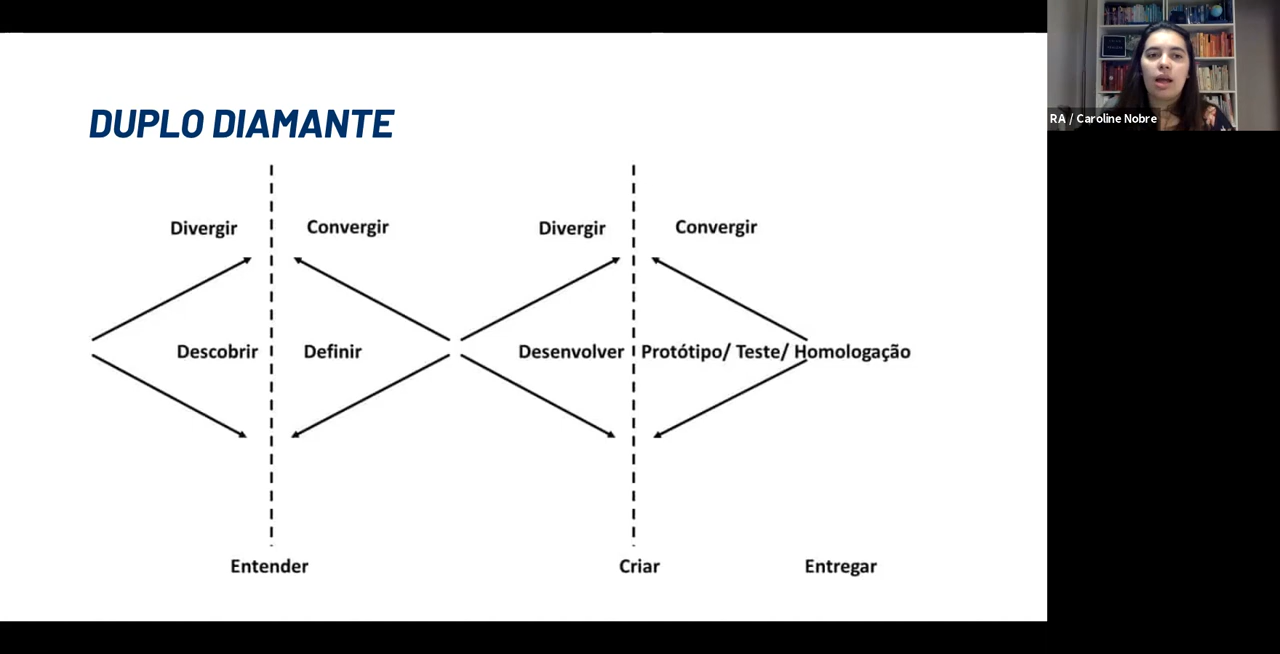 DUPLO DIAMANTE
RA / Caroline Nobre
Divergir
Convergir
Divergir
Convergir
Descobrir
Definir
Desenvolver
Protótipo/ Teste/ Homologação
Entender
Criar
Entregar